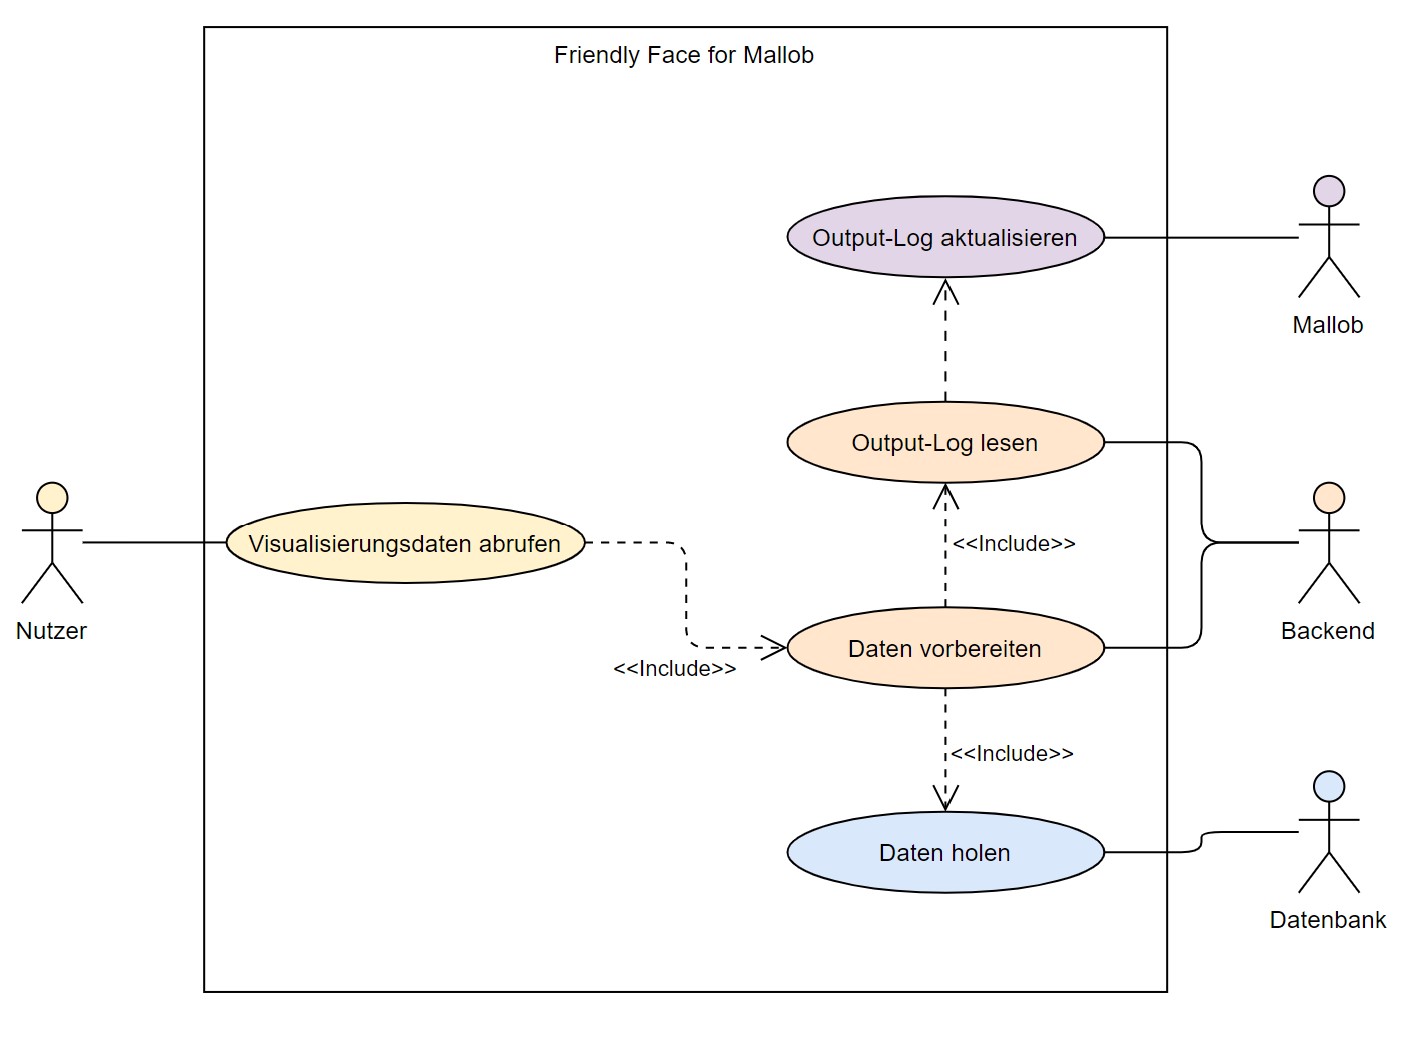 Friendly Face for Mallob
Output-Log aktualisieren
Mallob
Output-Log lesen
Visualisierungsdaten abrufen
<<Include>>
Nutzer
Backend
Daten vorbereiten
<<Include>>
<<Include>>
Daten holen
Datenbank